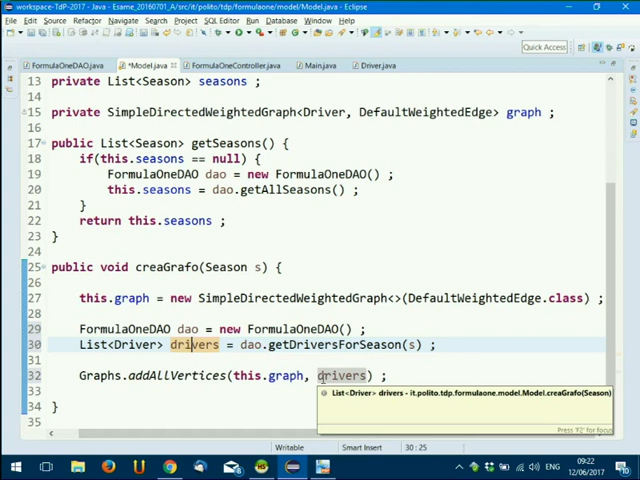 workspace-TdP-2017 - Java - Esame_20160701_A/src/it/polito/tdp/formulaone/model/Model.java - Eclipse
File Edit Source Refactor Navigate Search Project SQL Editor Run Database Window Help
Quick Access
FormulaOneDAO.java *Model.java FormulaOneController.java Main.java Driver.java
13 private List<Season> seasons ;
14
15 private SimpleDirectedWeightedGraph<Driver, DefaultWeightedEdge> graph ;
16
17 public List<Season> getSeasons() {
18 if(this.seasons == null) {
19 FormulaOneDAO dao = new FormulaOneDAO() ;
20 this.seasons = dao.getAllSeasons() ;
21 }
22 return this.seasons ;
23 }
24
25 public void creaGrafo(Season s) {
26
27 this.graph = new SimpleDirectedWeightedGraph<>(DefaultWeightedEdge.class) ;
28
29 FormulaOneDAO dao = new FormulaOneDAO() ;
30 List<Driver> drivers = dao.getDriversForSeason(s) ;
31
32 Graphs.addAllVertices(this.graph, drivers) ;
33
34 }
List<Driver> drivers - it.polito.tdp.formulaone.model.Model.creaGrafo(Season)
Press 'F2' for focus
Writable Smart Insert 30 : 25
ENG 09:22
12/06/2017